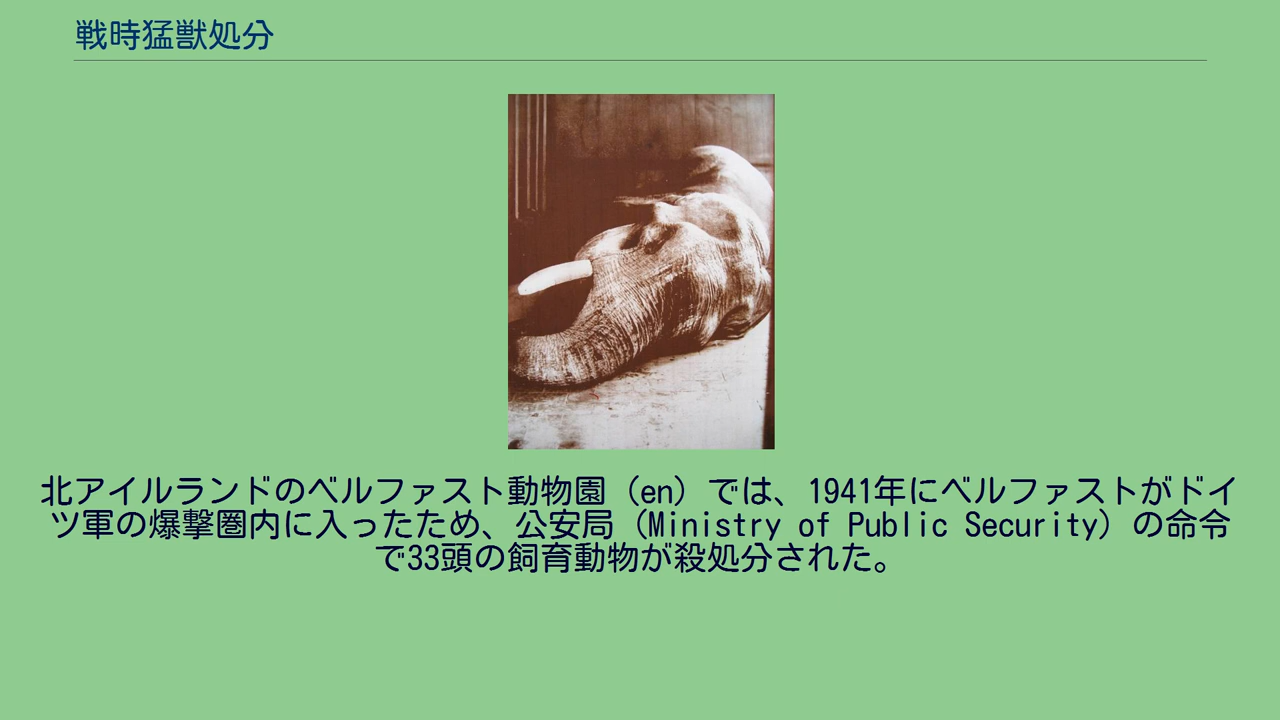 戦時猛獣処分
北アイルランドのベルファスト動物園（en）では、1941年にベルファストがドイ
ツ軍の爆撃圏内に入ったため、公安局（Ministry of Public Security）の命令
で33頭の飼育動物が殺処分された。